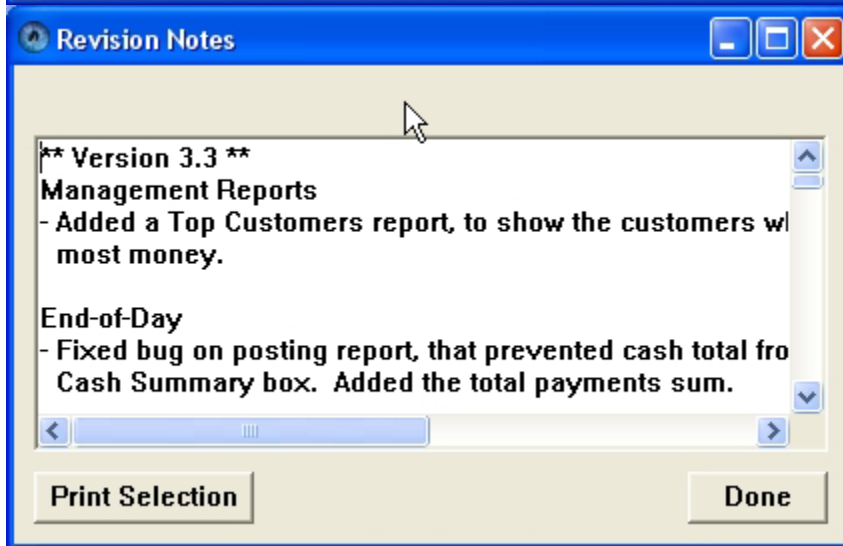 Revision Notes
** Version 3.3 **
Management Reports
- Added a Top Customers report, to show the customers
most money.
End-of-Day
- Fixed bug on posting report, that prevented cash total
Cash Summary box. Added the total payments sum.
Print Selection
Done